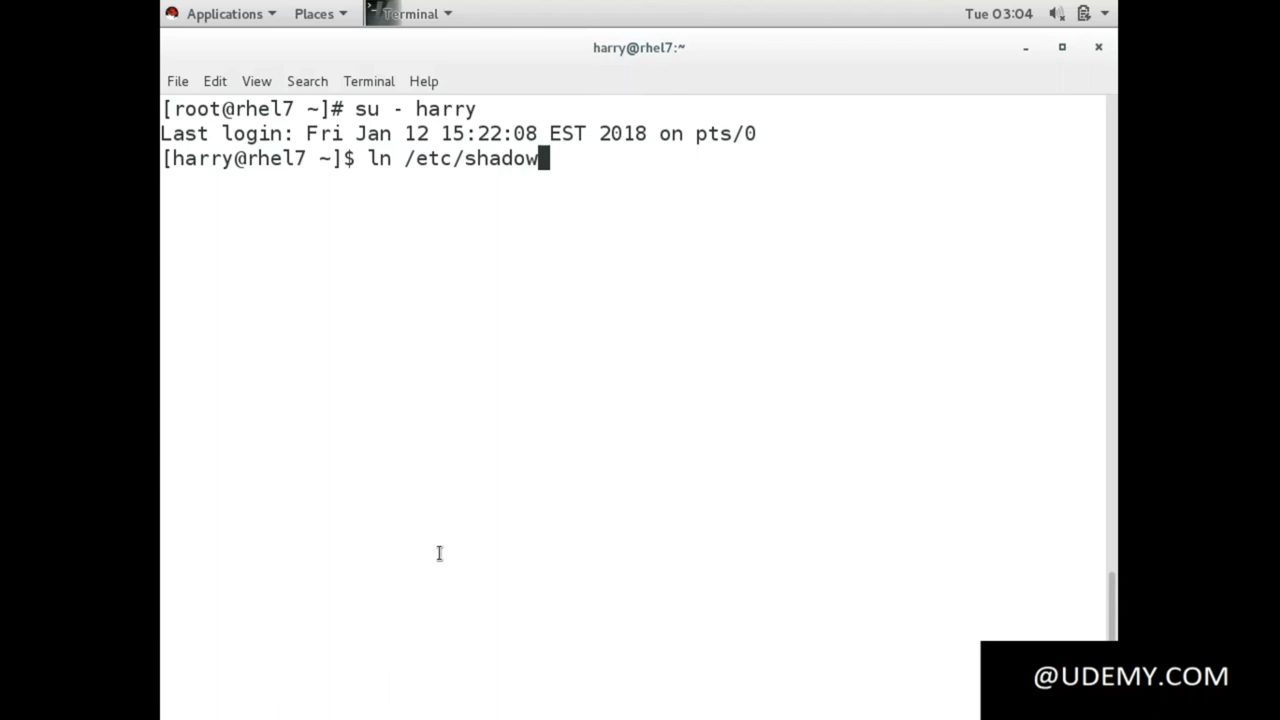 Applications Places Terminal Tue 03:04
harry@rhel7:~
File Edit View Search Terminal Help
[root@rhel7 ~]# su - harry
Last login: Fri Jan 12 15:22:08 EST 2018 on pts/0
[harry@rhel7 ~]$ ln /etc/shadow
@UDEMY.COM